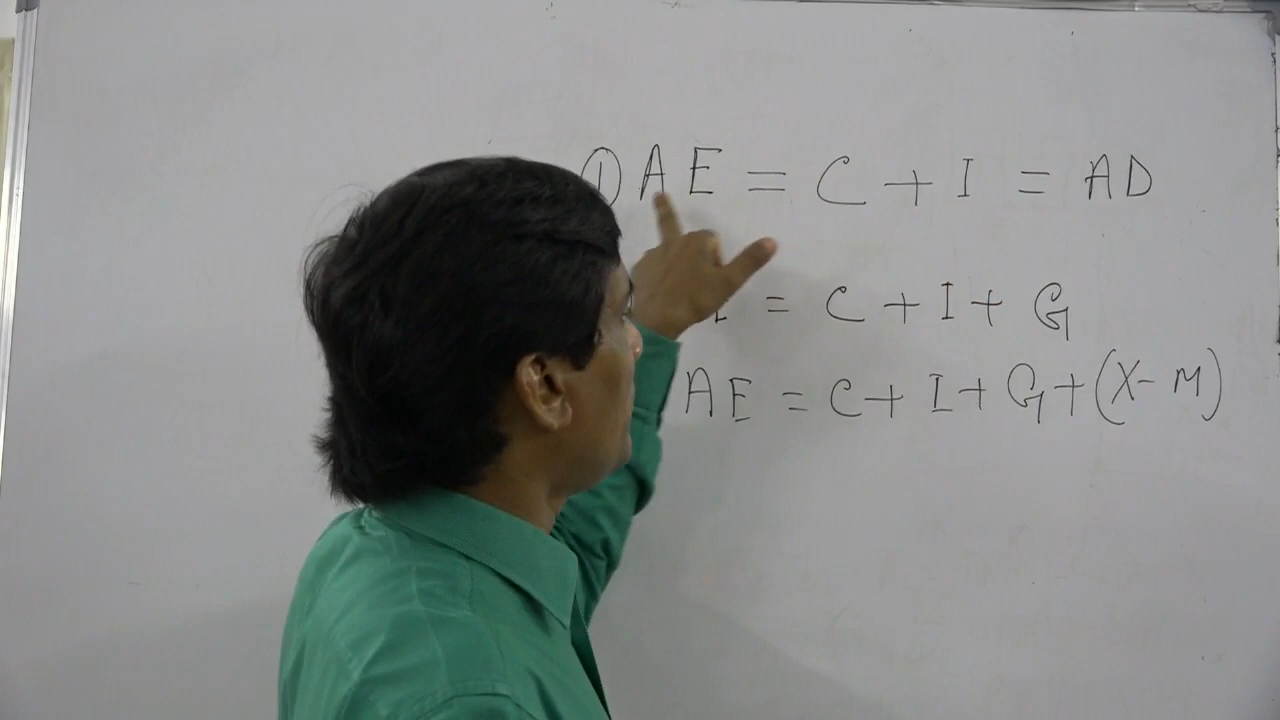 ① AE = C + I = AD
= C + I + G
AE = C + I + G + (X - M)